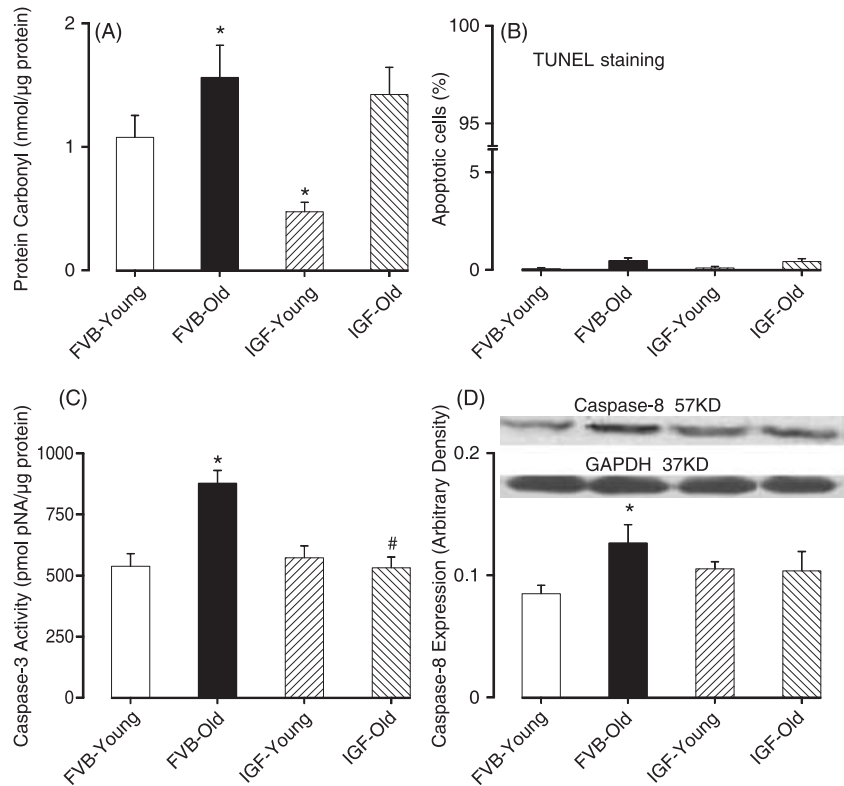 (A)
Protein Carbonyl (nmol/μg protein)
2
1
0
*
*
FVB-Young
FVB-Old
IGF-Young
IGF-Old
(B)
TUNEL staining
Apoptotic cells (%)
100
95
5
0
FVB-Young
FVB-Old
IGF-Young
IGF-Old
(C)
Caspase-3 Activity (pmol pNA/μg protein)
1000
750
500
250
0
*
#
FVB-Young
FVB-Old
IGF-Young
IGF-Old
(D)
Caspase-8 57KD
GAPDH 37KD
Caspase-8 Expression (Arbitrary Density)
0.2
0.1
0
*
FVB-Young
FVB-Old
IGF-Young
IGF-Old